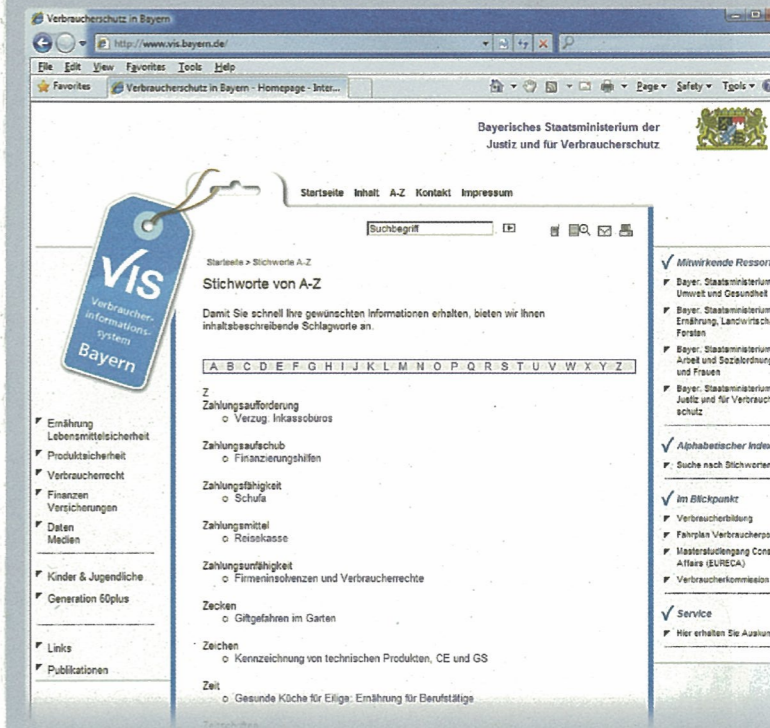 Verbraucherschutz in Bayern
http://www.vis.bayern.de/
File Edit View Favorites Tools Help
Favorites
Verbraucherschutz in Bayern - Homepage - Inter...
Page Safety Tools
Bayerisches Staatsministerium der
Justiz und für Verbraucherschutz
Startseite Inhalt A-Z Kontakt Impressum
Suchbegriff
VIS
Verbraucher-
informations-
system
Bayern
Ernährung
Lebensmittelsicherheit
Produktsicherheit
Verbraucherrecht
Finanzen
Versicherungen
Daten
Medien
Kinder & Jugendliche
Generation 60plus
Links
Publikationen
Startseite > Stichworte A-Z
Stichworte von A-Z
Damit Sie schnell Ihre gewünschten Informationen erhalten, bieten wir Ihnen
inhaltsbeschreibende Schlagworte an.
A B C D E F G H I J K L M N O P Q R S T U V W X Y Z
Z
Zahlungsaufforderung
o Verzug. Inkassobüros
Zahlungsaufschub
o Finanzierungshilfen
Zahlungsfähigkeit
o Schufa
Zahlungsmittel
o Reisekasse
Zahlungsunfähigkeit
o Firmeninsolvenzen und Verbraucherrechte
Zecken
o Giftgefahren im Garten
Zeichen
o Kennzeichnung von technischen Produkten, CE und GS
Zeit
o Gesunde Küche für Eilige: Ernährung für Berufstätige
Mitwirkende Ressort
Bayer. Staatsministerium
Umwelt und Gesundheit
Bayer. Staatsministerium
Ernährung, Landwirtsch
Forsten
Bayer. Staatsministerium
Arbeit und Sozialordnung
und Frauen
Bayer. Staatsministerium
Justiz und für Verbrauch
schutz
Alphabetischer Index
Suche nach Stichworten
Im Blickpunkt
Verbraucherbildung
Fahrplan Verbraucherpo
Masterstudiengang Cons
Affairs (EURECA)
Verbraucherkommission
Service
Hier erhalten Sie Auskun